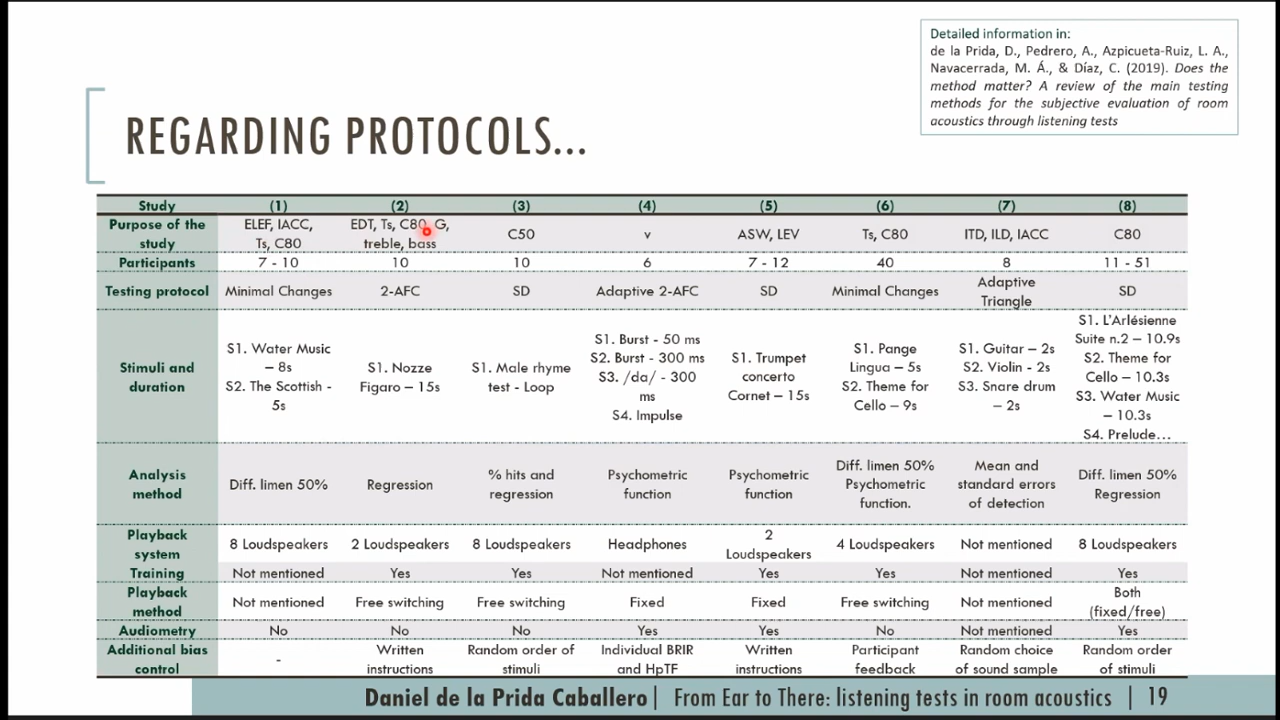 Detailed information in:
de la Prida, D., Pedrero, A., Azpicueta-Ruiz, L. A.,
Navacerrada, M. Á., & Díaz, C. (2019). Does the
method matter? A review of the main testing
methods for the subjective evaluation of room
acoustics through listening tests
REGARDING PROTOCOLS...
Study (1) (2) (3) (4) (5) (6) (7) (8)
Purpose of the study ELEF, IACC, Ts, C80 EDT, Ts, C80, G, treble, bass C50 v ASW, LEV Ts, C80 ITD, ILD, IACC C80
Participants 7 - 10 10 10 6 7 - 12 40 8 11 - 51
Testing protocol Minimal Changes 2-AFC SD Adaptive 2-AFC SD Minimal Changes Adaptive Triangle SD
Stimuli and duration S1. Water Music – 8s S2. The Scottish - 5s S1. Nozze Figaro – 15s S1. Male rhyme test - Loop S1. Burst - 50 ms S2. Burst - 300 ms S3. /da/ - 300 ms S4. Impulse S1. Trumpet concerto Cornet – 15s S1. Pange Lingua – 5s S2. Theme for Cello – 9s S1. Guitar – 2s S2. Violin - 2s S3. Snare drum – 2s S1. L'Arlésienne Suite n.2 – 10.9s S2. Theme for Cello – 10.3s S3. Water Music – 10.3s S4. Prelude...
Analysis method Diff. limen 50% Regression % hits and regression Psychometric function Psychometric function Diff. limen 50% Psychometric function. Mean and standard errors of detection Diff. limen 50% Regression
Playback system 8 Loudspeakers 2 Loudspeakers 8 Loudspeakers Headphones 2 Loudspeakers 4 Loudspeakers Not mentioned 8 Loudspeakers
Training Not mentioned Yes Yes Not mentioned Yes Yes Not mentioned Yes
Playback method Not mentioned Free switching Free switching Fixed Fixed Free switching Not mentioned Both (fixed/free)
Audiometry No No No Yes Yes No Not mentioned Yes
Additional bias control - Written instructions Random order of stimuli Individual BRIR and HpTF Written instructions Participant feedback Random choice of sound sample Random order of stimuli
Daniel de la Prida Caballero | From Ear to There: listening tests in room acoustics | 19